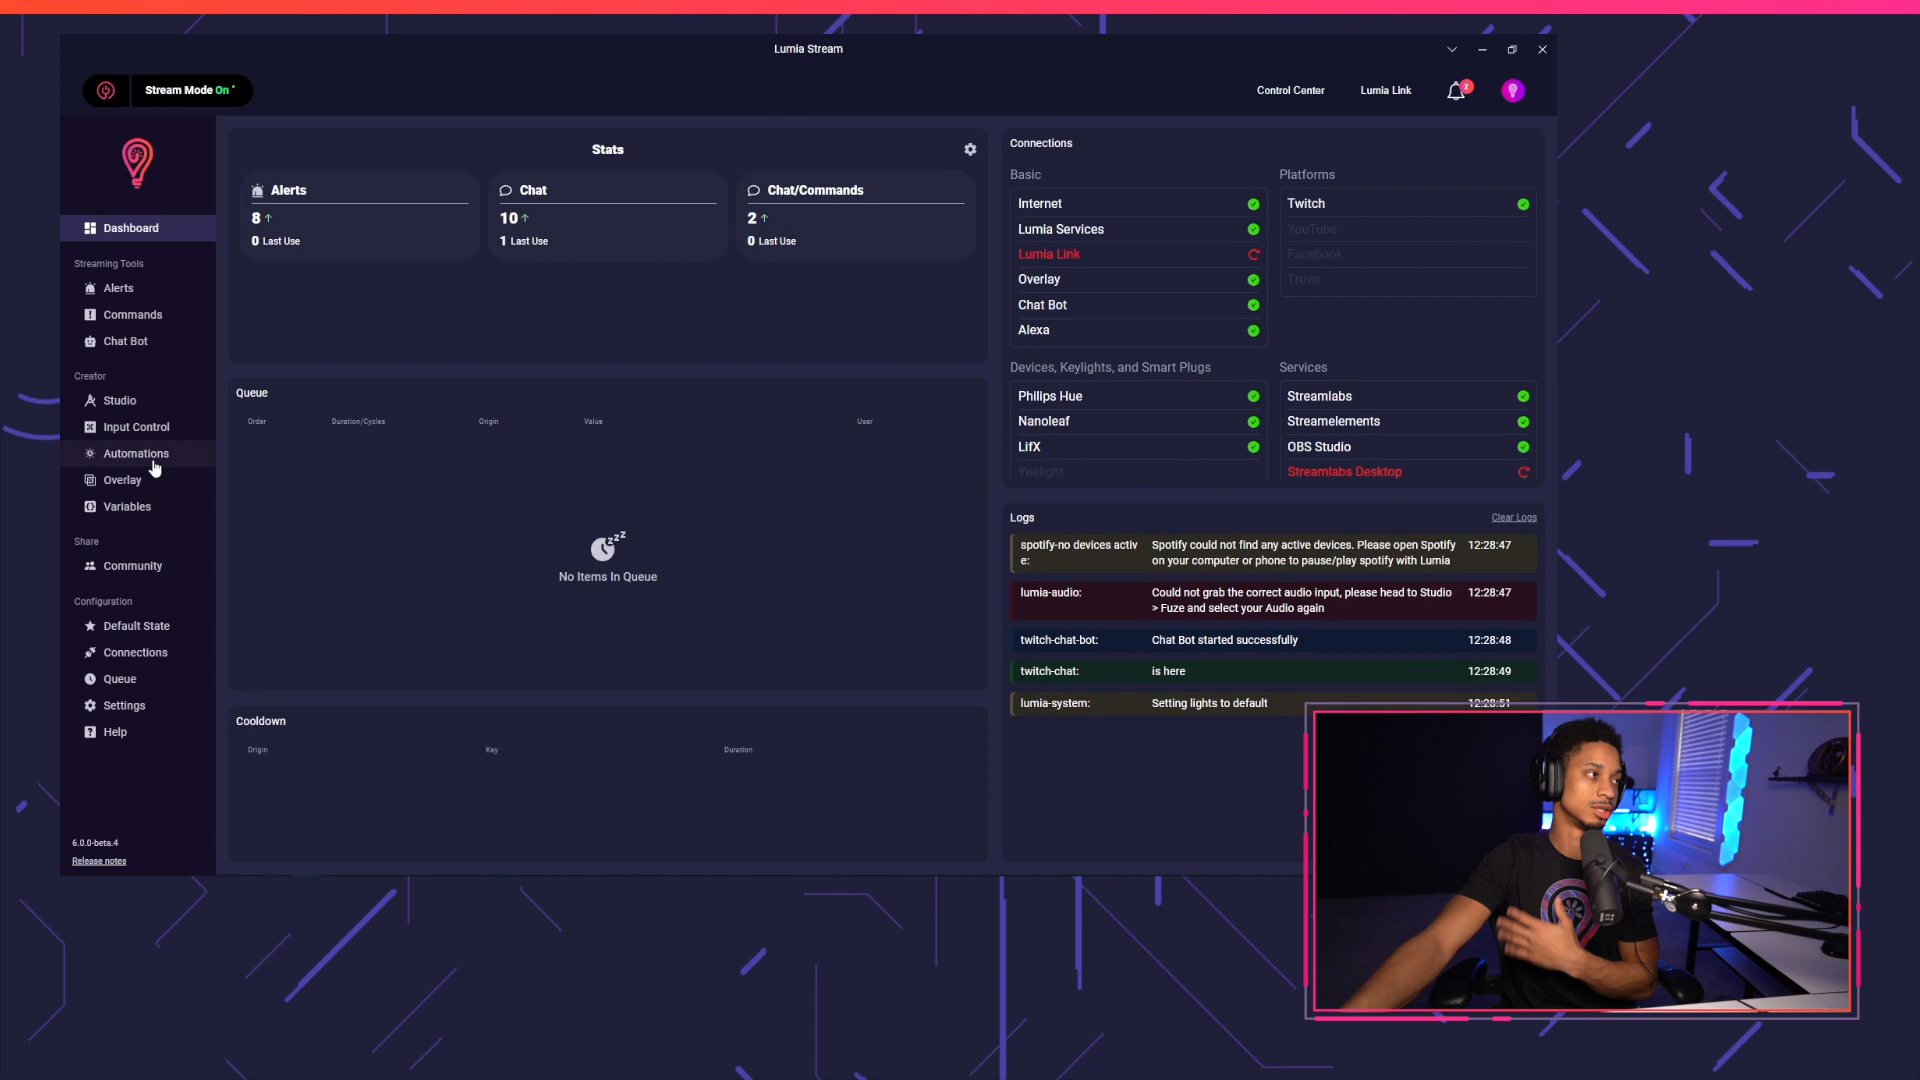 Lumia Stream
Stream Mode On
Control Center
Lumia Link
2
Dashboard
Streaming Tools
Alerts
Commands
Chat Bot
Creator
Studio
Input Control
Automations
Overlay
Variables
Share
Community
Configuration
Default State
Connections
Queue
Settings
Help
6.0.0-beta.4
Release notes
Stats
Alerts
8
0 Last Use
Chat
10
1 Last Use
Chat/Commands
2
0 Last Use
Queue
Order Duration/Cycles Origin Value User
zzz
No Items In Queue
Cooldown
Origin Key Duration
Connections
Basic
Internet
Lumia Services
Lumia Link
Overlay
Chat Bot
Alexa
Platforms
Twitch
YouTube
Facebook
Trovo
Devices, Keylights, and Smart Plugs
Philips Hue
Nanoleaf
LifX
Yeelight
Services
Streamlabs
Streamelements
OBS Studio
Streamlabs Desktop
Logs
Clear Logs
spotify-no devices activ Spotify could not find any active devices. Please open Spotify 12:28:47
e: on your computer or phone to pause/play spotify with Lumia
lumia-audio: Could not grab the correct audio input, please head to Studio 12:28:47
> Fuze and select your Audio again
twitch-chat-bot: Chat Bot started successfully 12:28:48
twitch-chat: is here 12:28:49
lumia-system: Setting lights to default 12:28:51